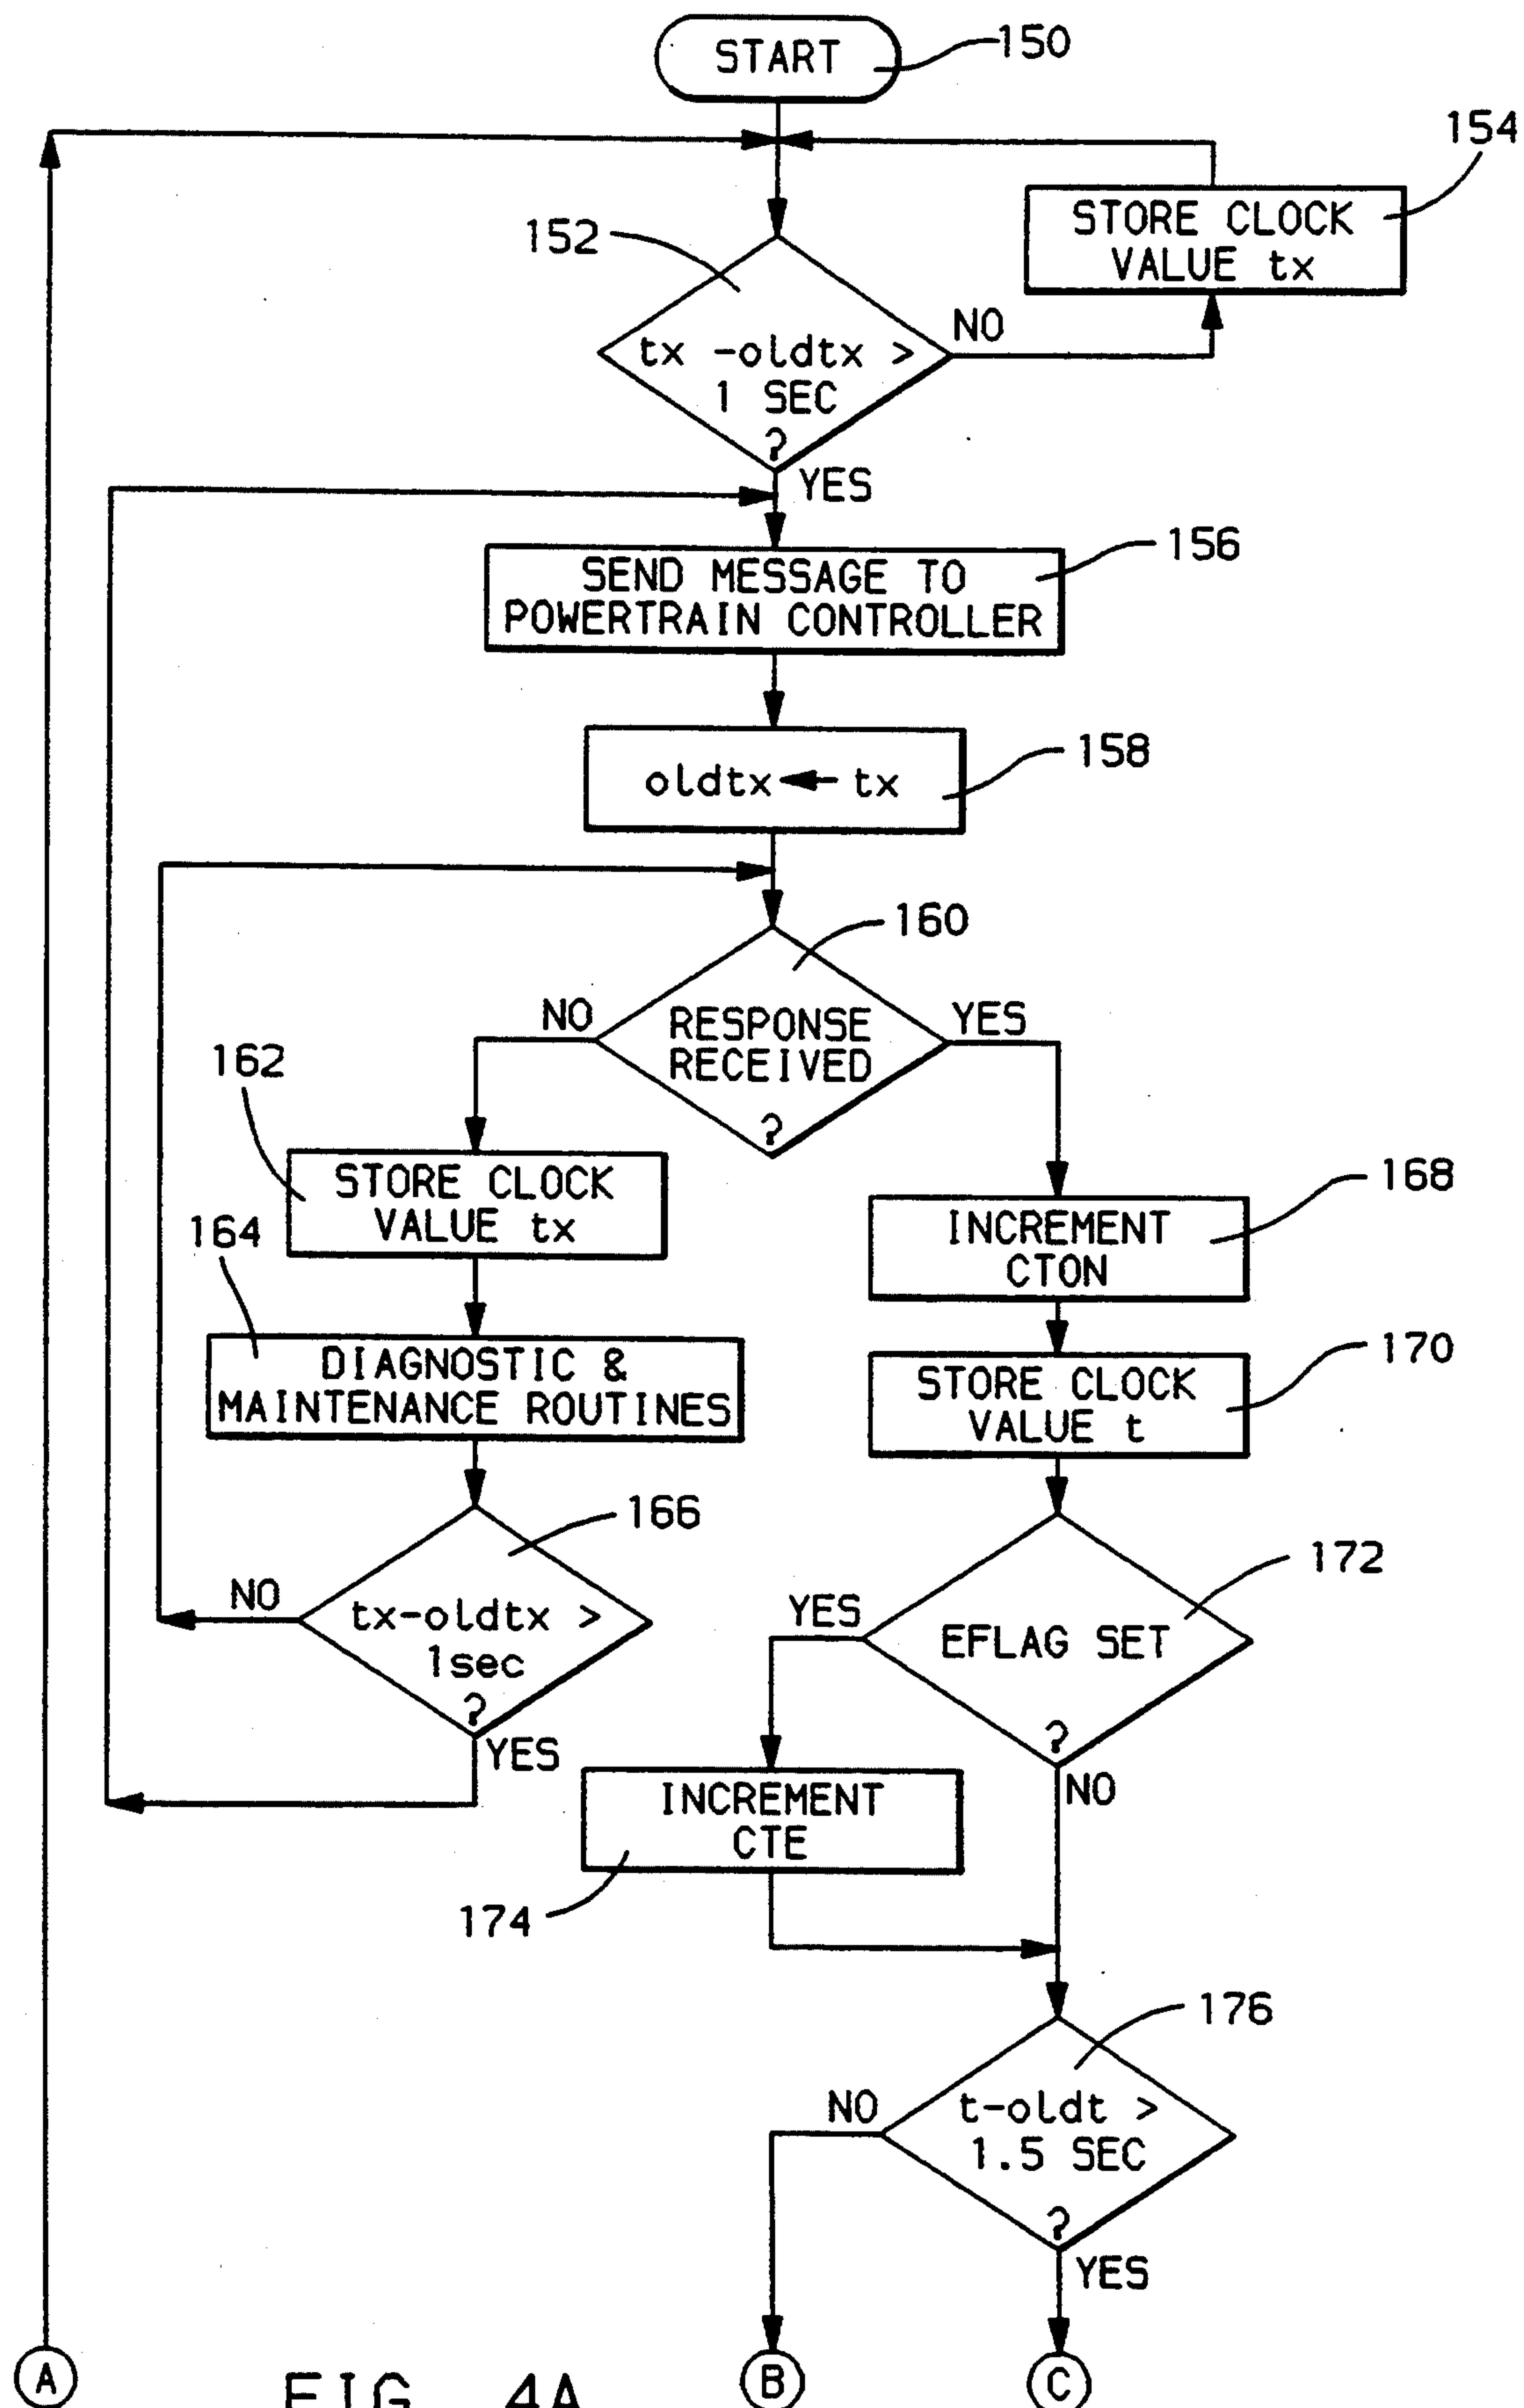 START
150
154
STORE CLOCK
VALUE tx
152
NO
tx -oldtx >
1 SEC
?
YES
156
SEND MESSAGE TO
POWERTRAIN CONTROLLER
158
oldtx ← tx
160
NO
RESPONSE
RECEIVED
?
YES
162
STORE CLOCK
VALUE tx
168
INCREMENT
CTON
164
DIAGNOSTIC &
MAINTENANCE ROUTINES
170
STORE CLOCK
VALUE t
166
NO
tx-oldtx >
1sec
?
YES
172
YES
EFLAG SET
?
NO
INCREMENT
CTE
174
176
NO
t-oldt >
1.5 SEC
?
YES
A
B
C
FIG. 4A